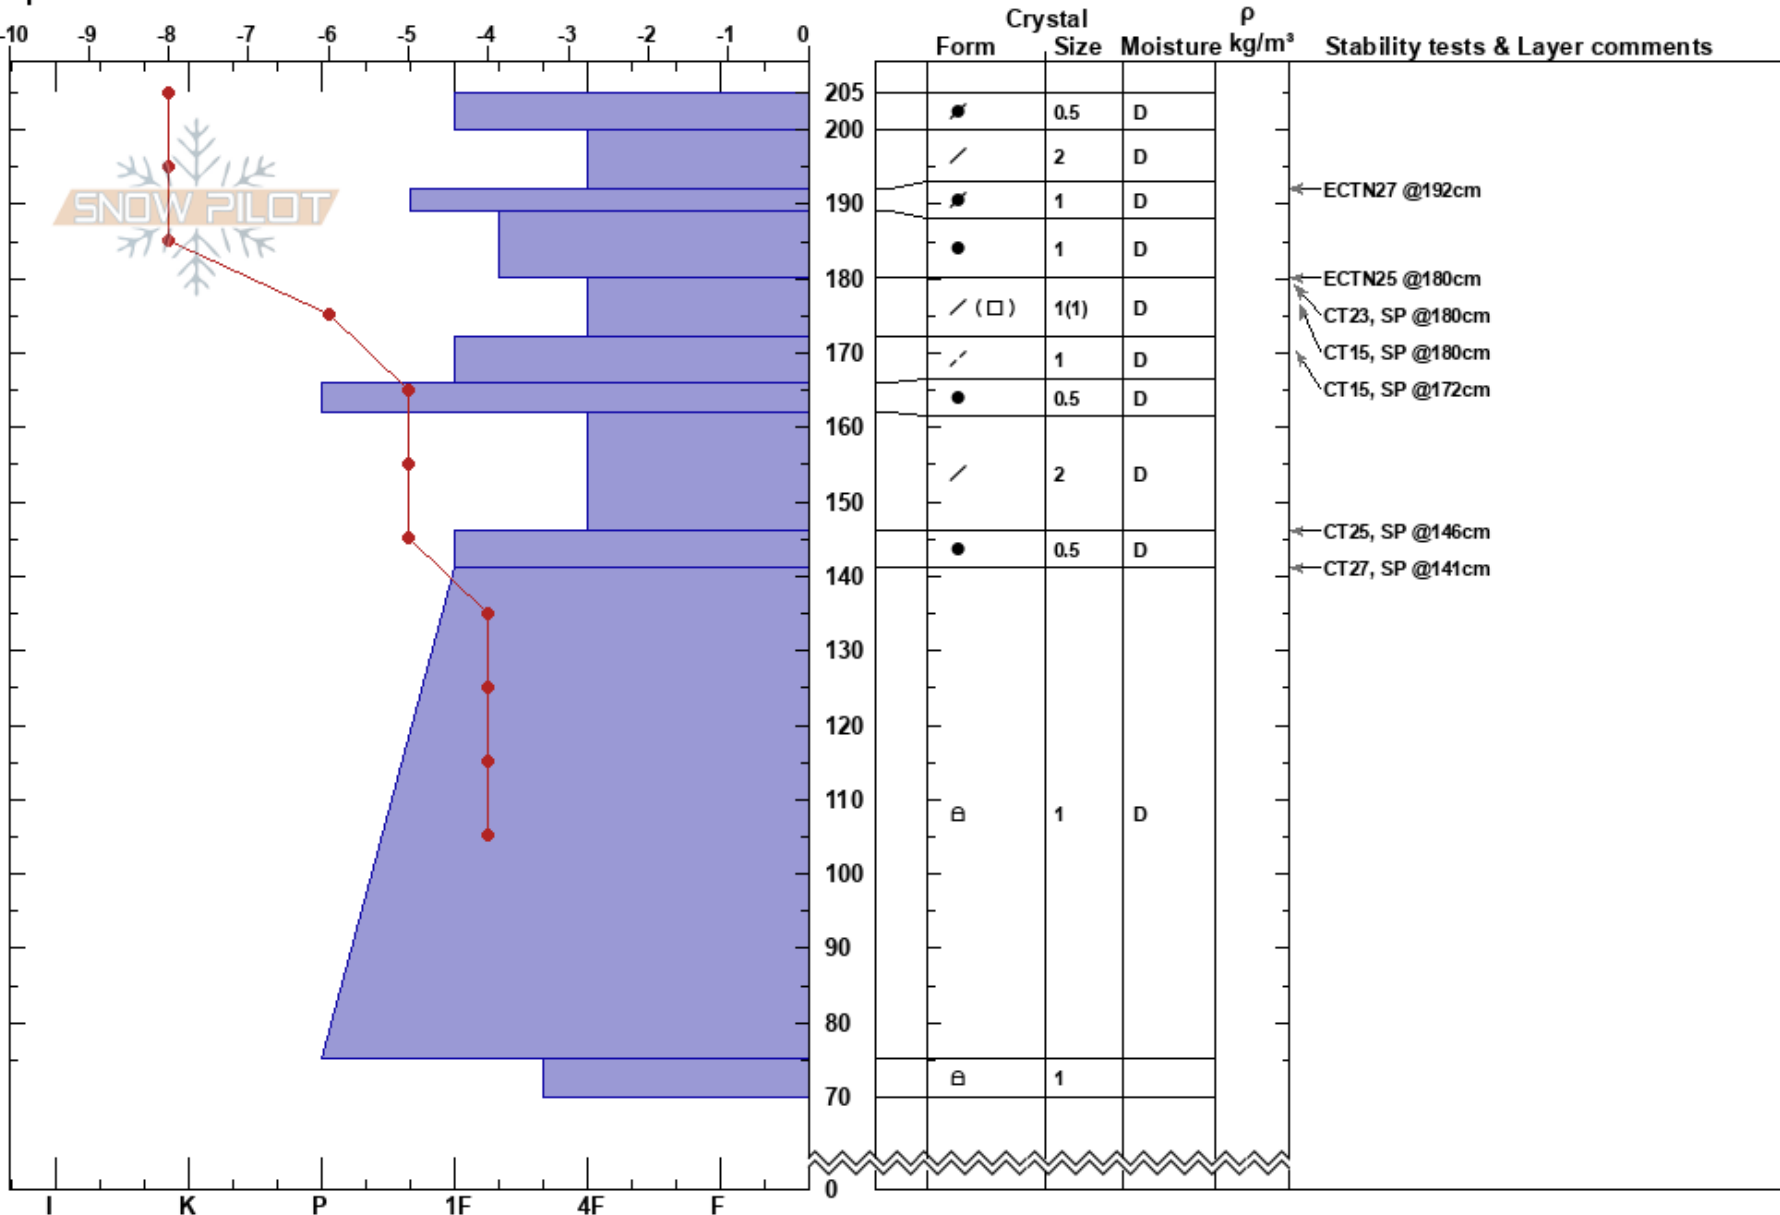 Crystal ρ
-10 -9 -8 -7 -6 -5 -4 -3 -2 -1 0
Form Size Moisture kg/m³ Stability tests & Layer comments
205
0.5 D
200
2 D
ECTN27 @192cm
190
1 D
1 D
180
ECTN25 @180cm
( ) 1(1) D
CT23, SP @180cm
170
CT15, SP @180cm
1 D
CT15, SP @172cm
0.5 D
160
2 D
150
CT25, SP @146cm
0.5 D
CT27, SP @141cm
140
130
120
110
1 D
100
90
80
1
70
0
I K P 1F 4F F
SNOW PILOT